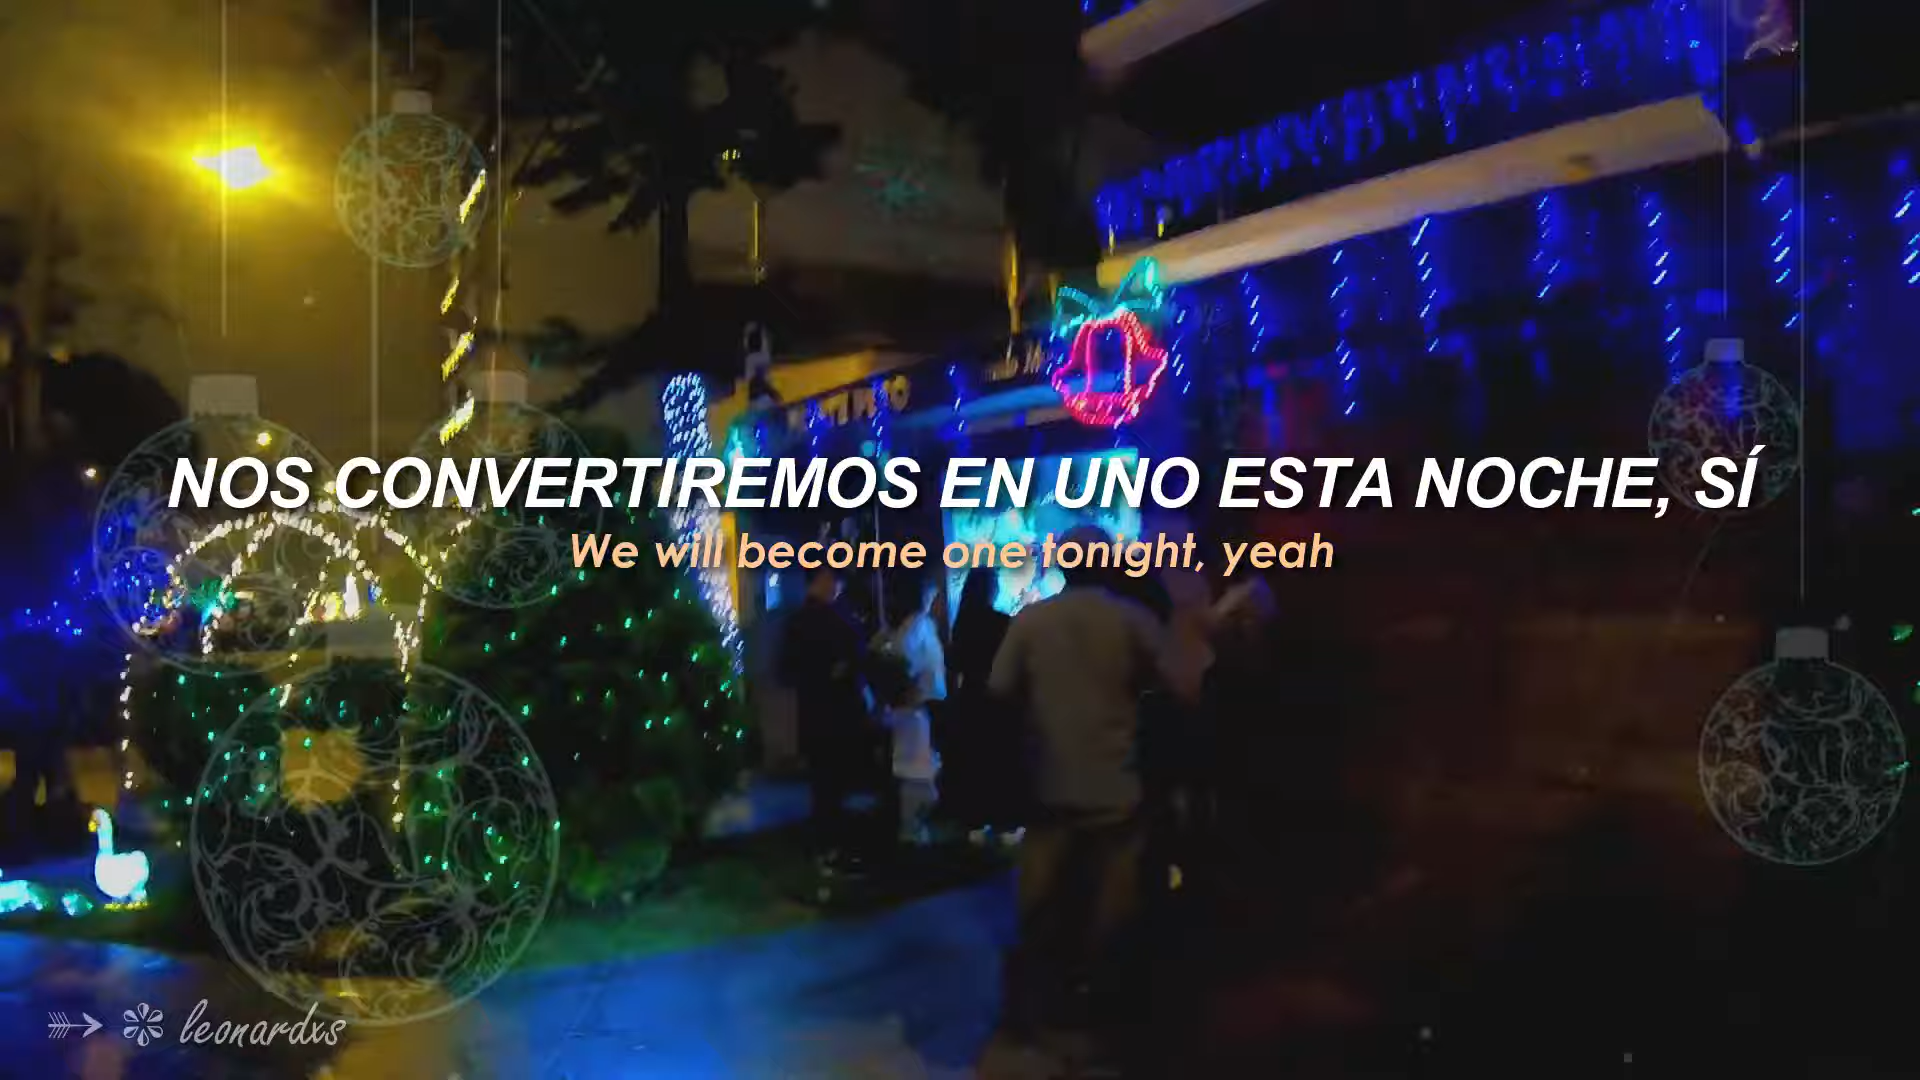 NOS CONVERTIREMOS EN UNO ESTA NOCHE, SÍ
We will become one tonight, yeah
leonardxs